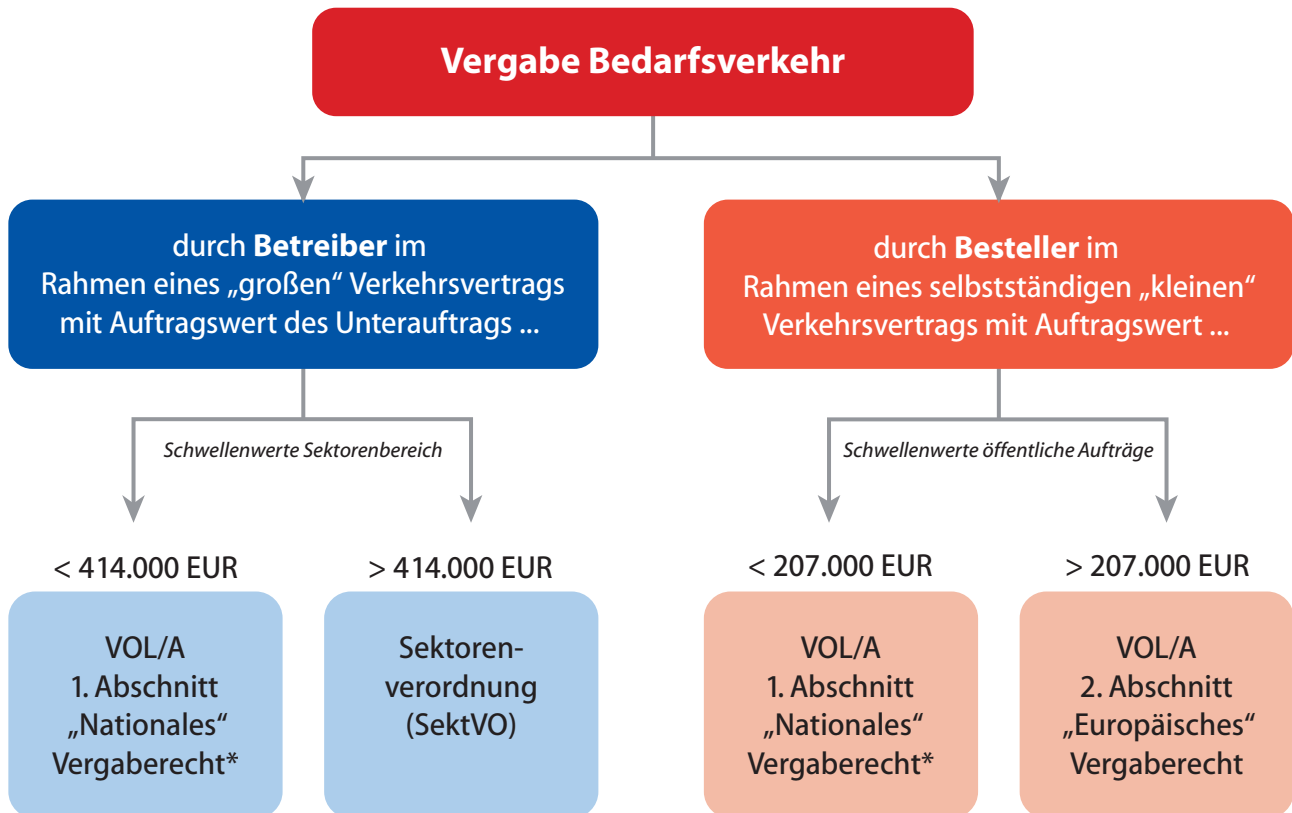 Vergabe Bedarfsverkehr
durch Betreiber im
Rahmen eines „großen“ Verkehrsvertrags
mit Auftragswert des Unterauftrags ...
durch Besteller im
Rahmen eines selbstständigen „kleinen“
Verkehrsvertrags mit Auftragswert ...
Schwellenwerte Sektorenbereich
Schwellenwerte öffentliche Aufträge
< 414.000 EUR
> 414.000 EUR
< 207.000 EUR
> 207.000 EUR
VOL/A
1. Abschnitt
„Nationales“
Vergaberecht*
Sektoren-
verordnung
(SektVO)
VOL/A
1. Abschnitt
„Nationales“
Vergaberecht*
VOL/A
2. Abschnitt
„Europäisches“
Vergaberecht